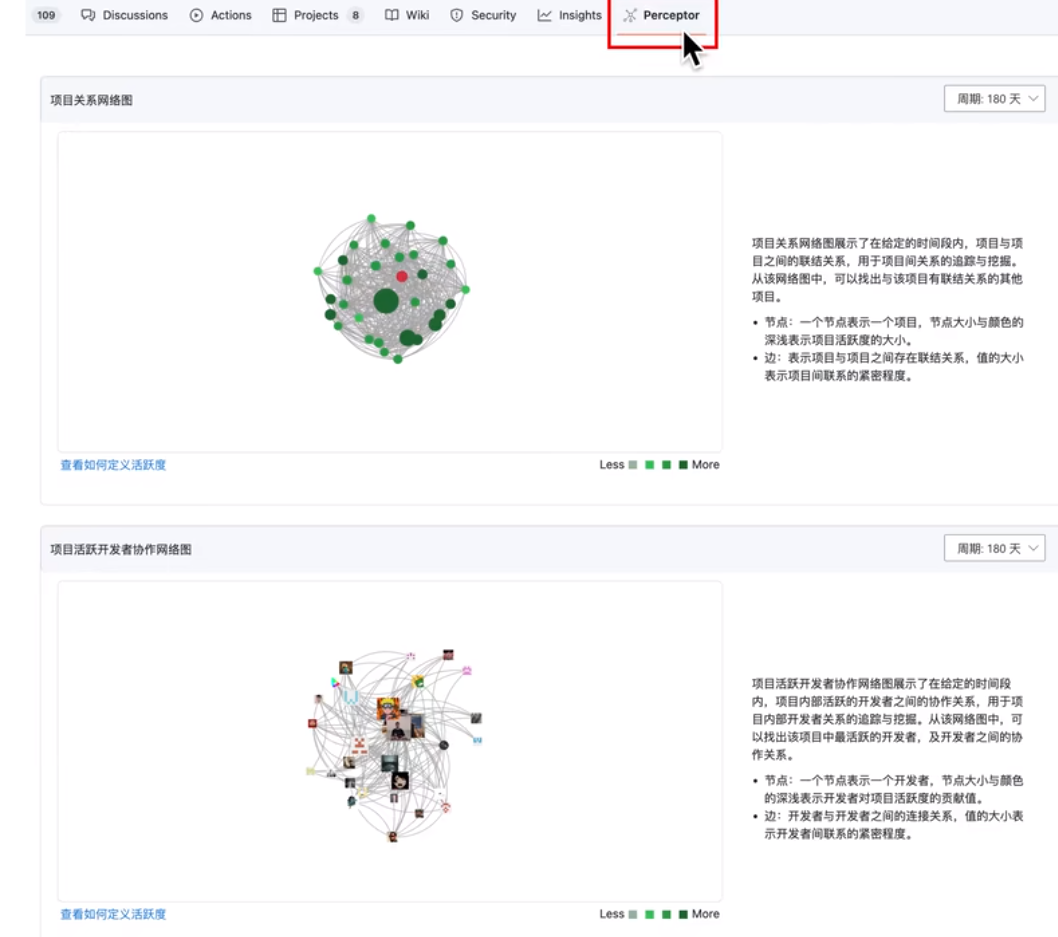 109 Discussions Actions Projects 8 Wiki Security Insights Perceptor
项目关系网络图
周期: 180 天
项目关系网络图展示了在给定的时间段内，项目与项
目之间的联结关系，用于项目间关系的追踪与挖掘。
从该网络图中，可以找出与该项目有联结关系的其他
项目。
• 节点：一个节点表示一个项目，节点大小与颜色的
深浅表示项目活跃度的大小。
• 边：表示项目与项目之间存在联结关系，值的大小
表示项目间联系的紧密程度。
查看如何定义活跃度
Less More
项目活跃开发者协作网络图
周期: 180 天
项目活跃开发者协作网络图展示了在给定的时间段
内，项目内部活跃的开发者之间的协作关系，用于项
目内部开发者关系的追踪与挖掘。从该网络图中，可
以找出该项目中最活跃的开发者，及开发者之间的协
作关系。
• 节点：一个节点表示一个开发者，节点大小与颜色
的深浅表示开发者对项目活跃度的贡献值。
• 边：开发者与开发者之间的连接关系，值的大小表
示开发者间联系的紧密程度。
查看如何定义活跃度
Less More